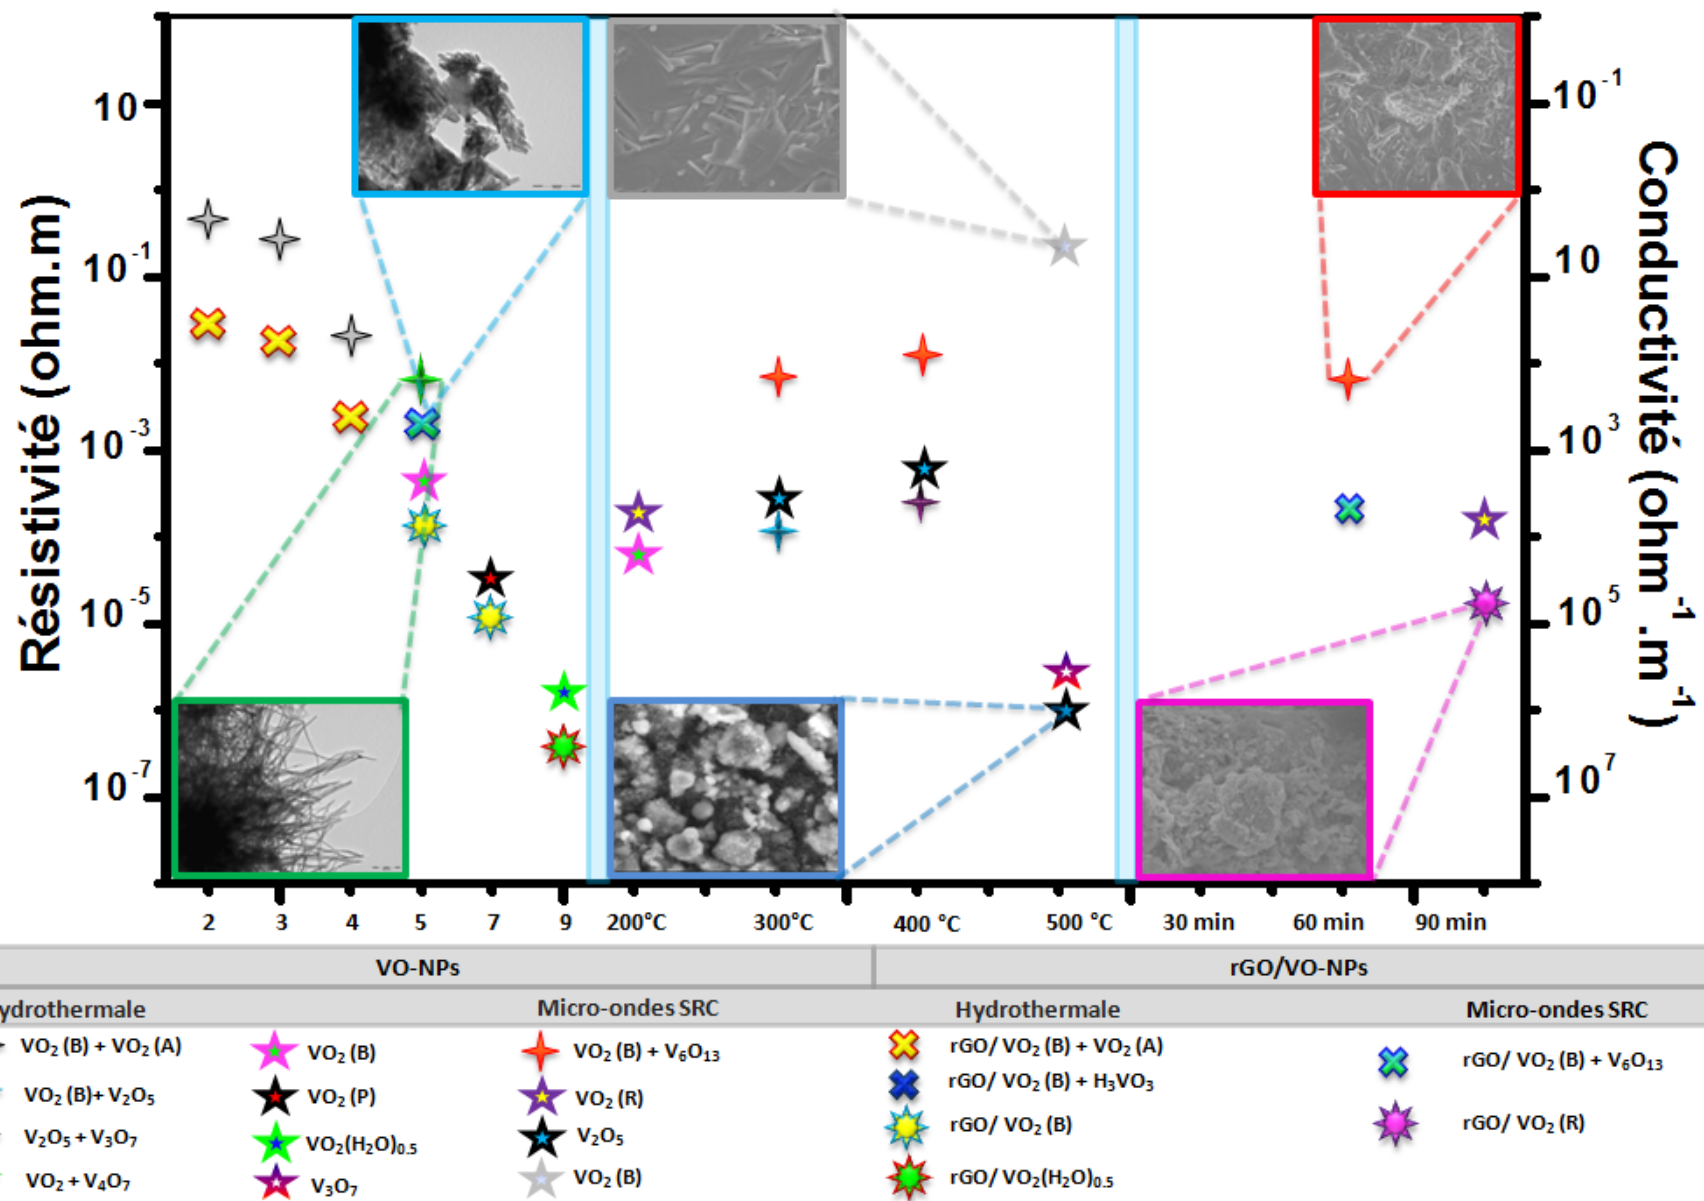 Résistivité (ohm.m)
10
10⁻¹
10⁻³
10⁻⁵
10⁻⁷
10⁻¹
10
10³
10⁵
10⁷
Conductivité (ohm⁻¹.m⁻¹)
2 3 4 5 7 9 200°C 300°C 400 °C 500 °C 30 min 60 min 90 min
VO-NPs rGO/VO-NPs
ydrothermale Micro-ondes SRC Hydrothermale Micro-ondes SRC
VO₂ (B) + VO₂ (A)
VO₂ (B)+ V₂O₅
V₂O₅ + V₃O₇
VO₂ + V₄O₇
VO₂ (B)
VO₂ (P)
VO₂(H₂O)₀.₅
V₃O₇
VO₂ (B) + V₆O₁₃
VO₂ (R)
V₂O₅
VO₂ (B)
rGO/ VO₂ (B) + VO₂ (A)
rGO/ VO₂ (B) + H₃VO₃
rGO/ VO₂ (B)
rGO/ VO₂(H₂O)₀.₅
rGO/ VO₂ (B) + V₆O₁₃
rGO/ VO₂ (R)